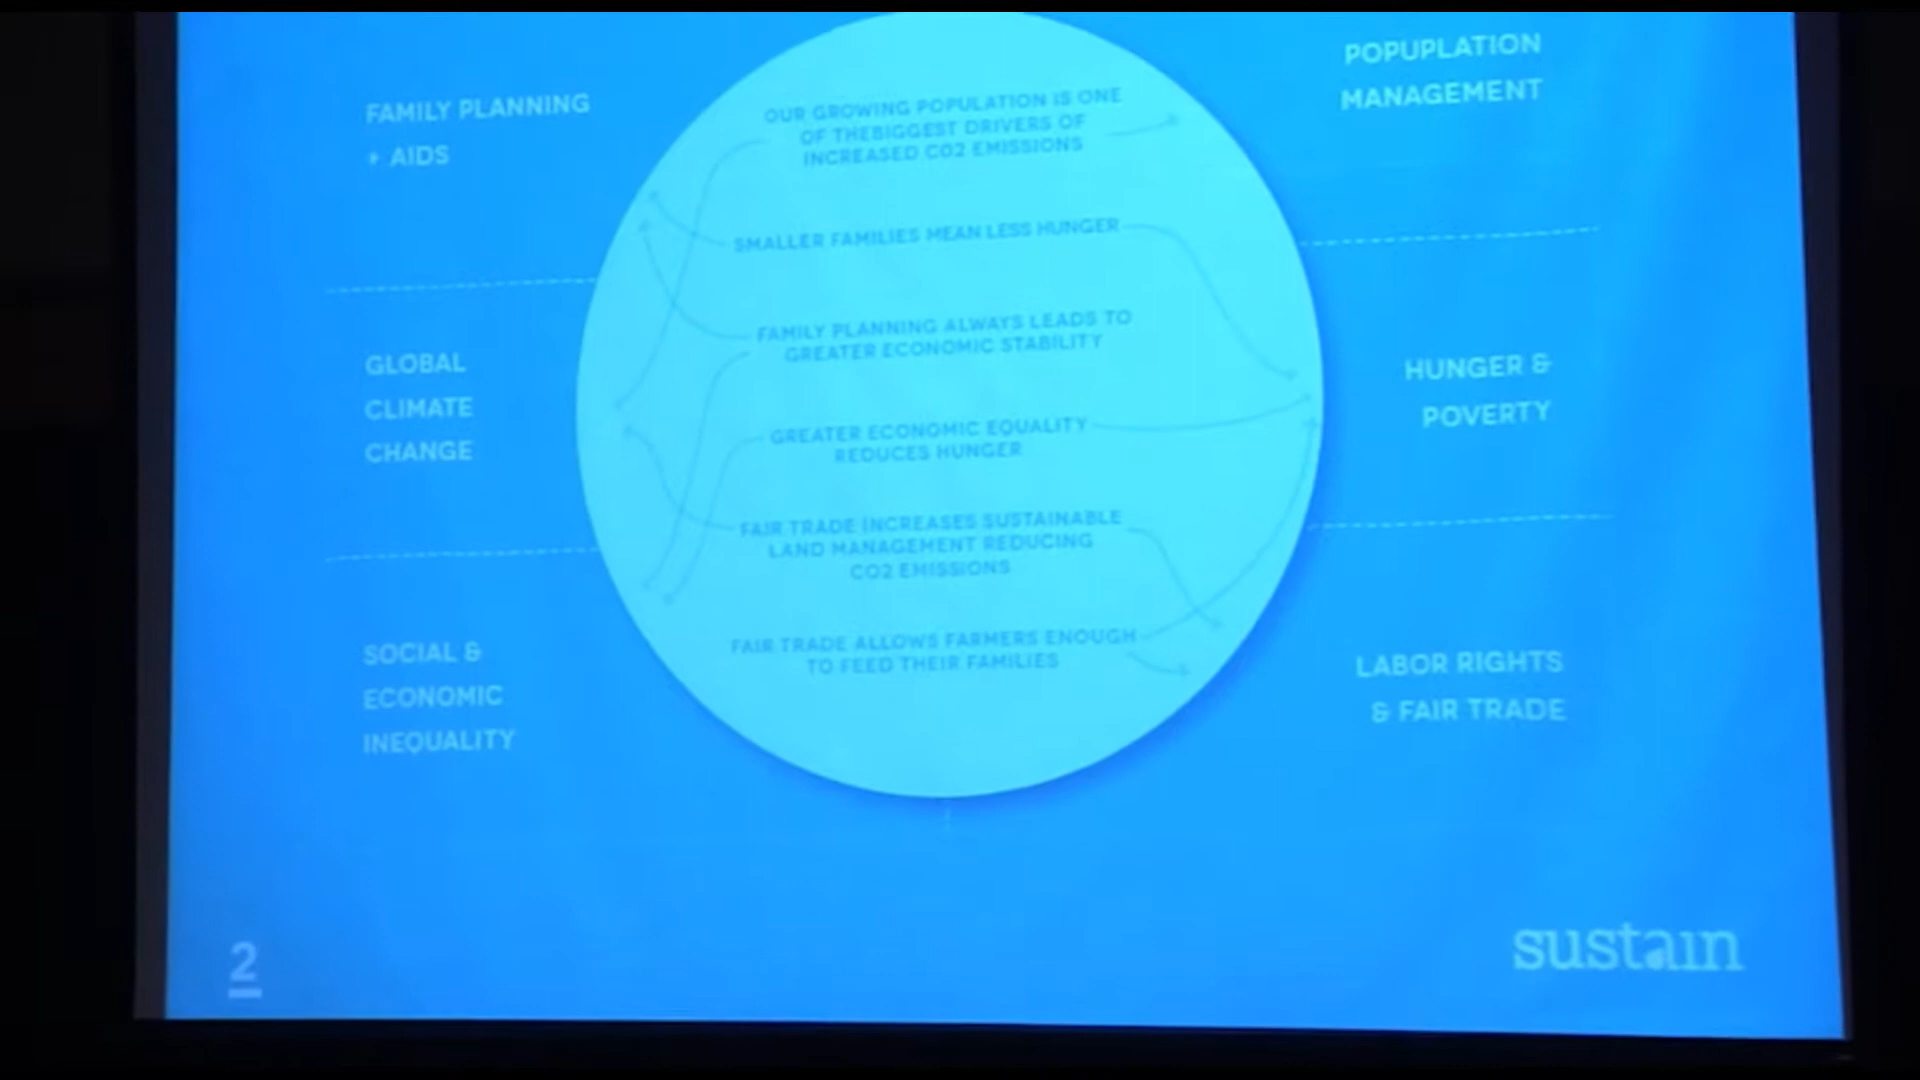 FAMILY PLANNING
+ AIDS
GLOBAL
CLIMATE
CHANGE
SOCIAL &
ECONOMIC
INEQUALITY
OUR GROWING POPULATION IS ONE
OF THEBIGGEST DRIVERS OF
INCREASED CO2 EMISSIONS
SMALLER FAMILIES MEAN LESS HUNGER
FAMILY PLANNING ALWAYS LEADS TO
GREATER ECONOMIC STABILITY
GREATER ECONOMIC EQUALITY
REDUCES HUNGER
FAIR TRADE INCREASES SUSTAINABLE
LAND MANAGEMENT REDUCING
CO2 EMISSIONS
FAIR TRADE ALLOWS FARMERS ENOUGH
TO FEED THEIR FAMILIES
POPUPLATION
MANAGEMENT
HUNGER &
POVERTY
LABOR RIGHTS
& FAIR TRADE
2
sustain